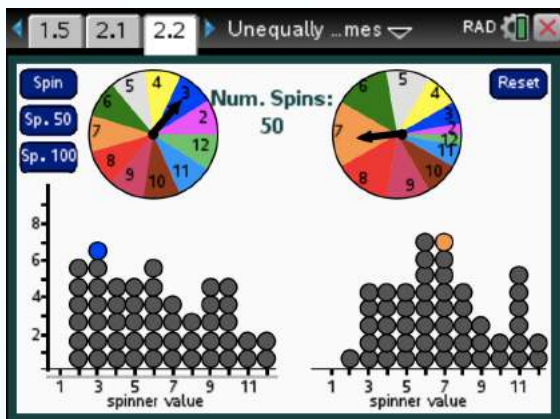 1.5 2.1 2.2 Unequally ...mes RAD
Spin
Sp. 50
Sp. 100
5 4 3 2 12 11 10 9 8 7 6
Num. Spins:
50
5 4 3 2 12 11 10 9 8 7 6
Reset
8
6
4
2
1 3 5 7 9 11
spinner value
1 3 5 7 9 11
spinner value